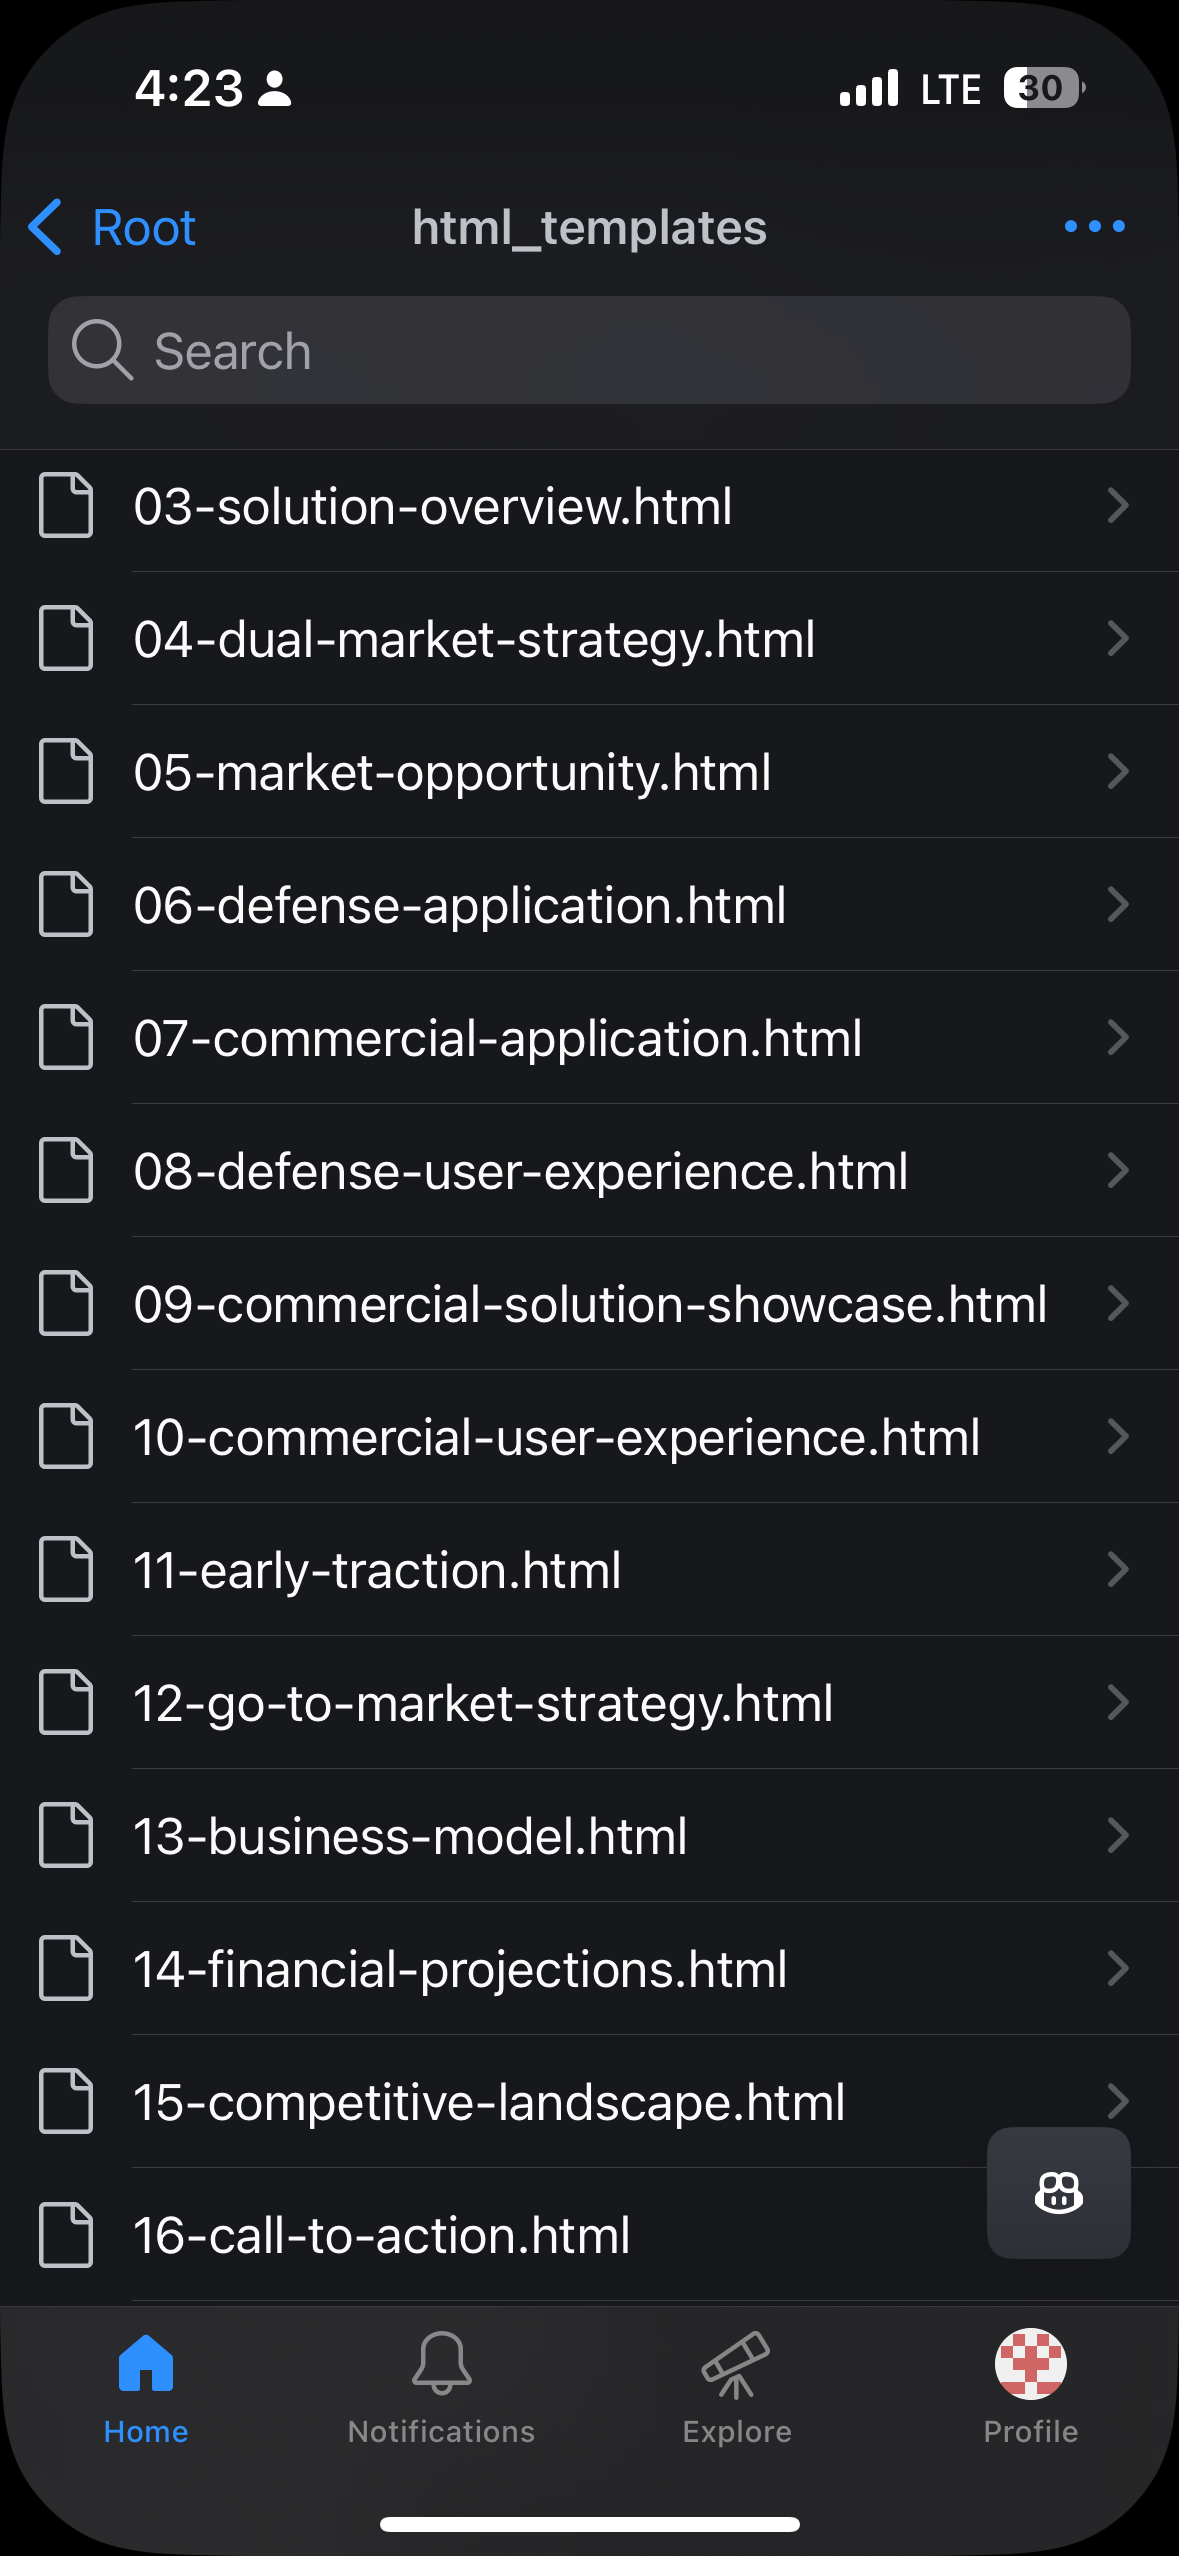 4:23
LTE
30
Root
html_templates
Search
03-solution-overview.html
04-dual-market-strategy.html
05-market-opportunity.html
06-defense-application.html
07-commercial-application.html
08-defense-user-experience.html
09-commercial-solution-showcase.html
10-commercial-user-experience.html
11-early-traction.html
12-go-to-market-strategy.html
13-business-model.html
14-financial-projections.html
15-competitive-landscape.html
16-call-to-action.html
Home
Notifications
Explore
Profile